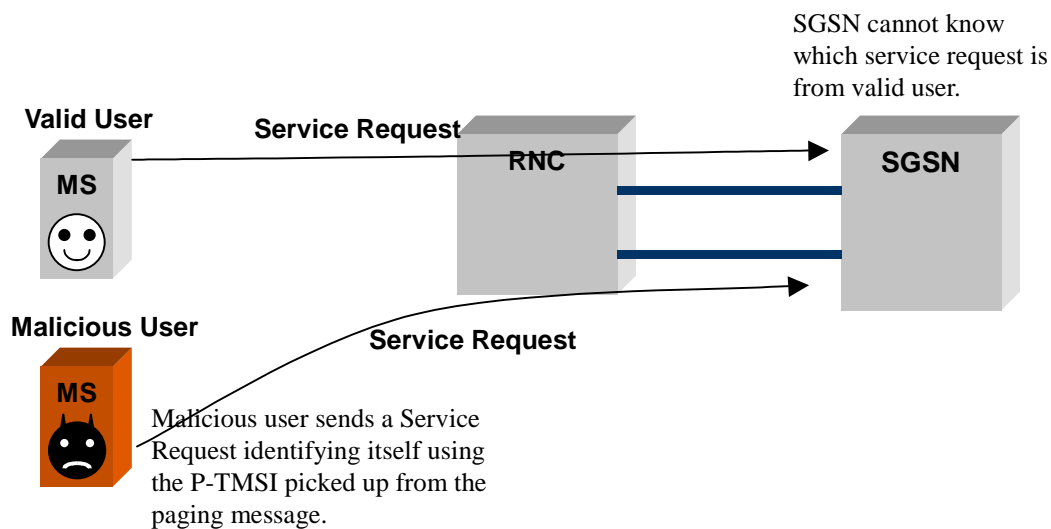 SGSN cannot know
which service request is
from valid user.
Valid User
Service Request
MS
RNC
SGSN
Malicious User
Service Request
MS
Malicious user sends a Service
Request identifying itself using
the P-TMSI picked up from the
paging message.